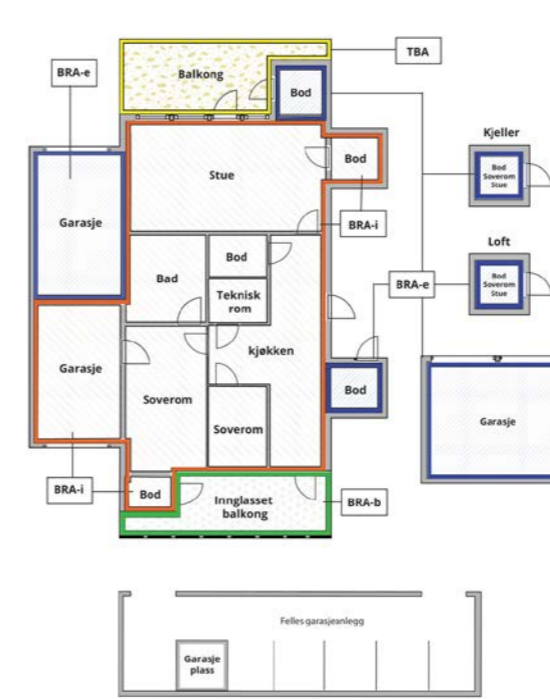 TBA
BRA-e
Balkong
Bod
Kjeller
Bod
Soverom
Stue
Bod
Stue
Garasje
BRA-i
Loft
Bod
Bad
Teknisk
rom
BRA-e
Bod
Soverom
Stue
kjøkken
Garasje
Soverom
Bod
Garasje
Soverom
BRA-i
Bod
Innglasset
balkong
BRA-b
Felles garasjeanlegg
Garasje
plass